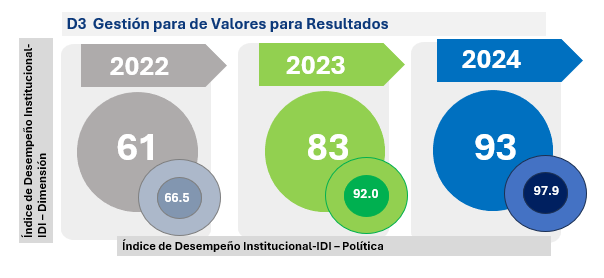 D3 Gestión para de Valores para Resultados
Índice de Desempeño Institucional-
IDI – Dimensión
2022
2023
2024
61
83
93
66.5
92.0
97.9
Índice de Desempeño Institucional-IDI – Política